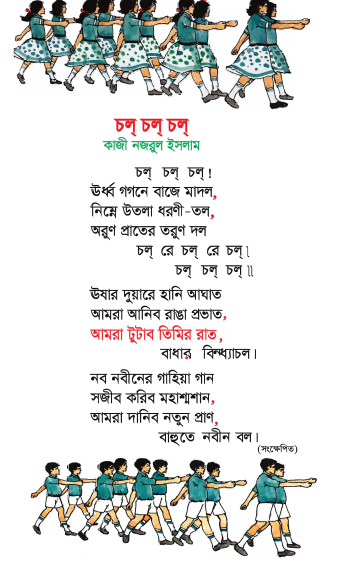 চল্ চল্ চল্
কাজী নজরুল ইসলাম
চল্ চল্ চল্!
ঊর্ধ্ব গগনে বাজে মাদল,
নিম্নে উতলা ধরণী-তল,
অরুণ প্রাতের তরুণ দল
চল্ রে চল্ রে চল্।
চল্ চল্ চল্॥
ঊষার দুয়ারে হানি আঘাত
আমরা আনিব রাঙা প্রভাত,
আমরা টুটাব তিমির রাত,
বাধার বিন্ধ্যাচল।
নব নবীনের গাহিয়া গান
সজীব করিব মহাশ্মশান,
আমরা দানিব নতুন প্রাণ,
বাহুতে নবীন বল।
(সংক্ষেপিত)